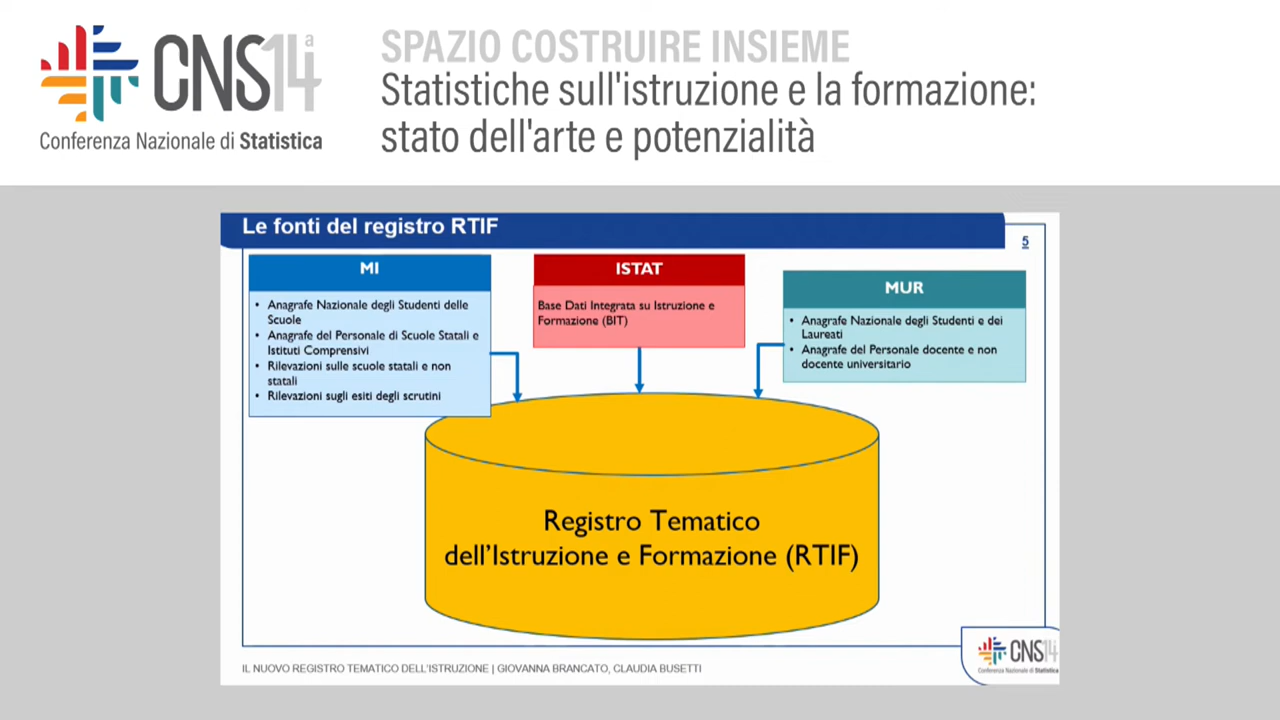 CNS14ª
Conferenza Nazionale di Statistica
SPAZIO COSTRUIRE INSIEME
Statistiche sull'istruzione e la formazione:
stato dell'arte e potenzialità
Le fonti del registro RTIF
5
MI
• Anagrafe Nazionale degli Studenti delle
Scuole
• Anagrafe del Personale di Scuole Statali e
Istituti Comprensivi
• Rilevazioni sulle scuole statali e non
statali
• Rilevazioni sugli esiti degli scrutini
ISTAT
Base Dati Integrata su Istruzione e
Formazione (BIT)
MUR
• Anagrafe Nazionale degli Studenti e dei
Laureati
• Anagrafe del Personale docente e non
docente universitario
Registro Tematico
dell'Istruzione e Formazione (RTIF)
IL NUOVO REGISTRO TEMATICO DELL'ISTRUZIONE | GIOVANNA BRANCATO, CLAUDIA BUSETTI
CNS14
Conferenza Nazionale di Statistica